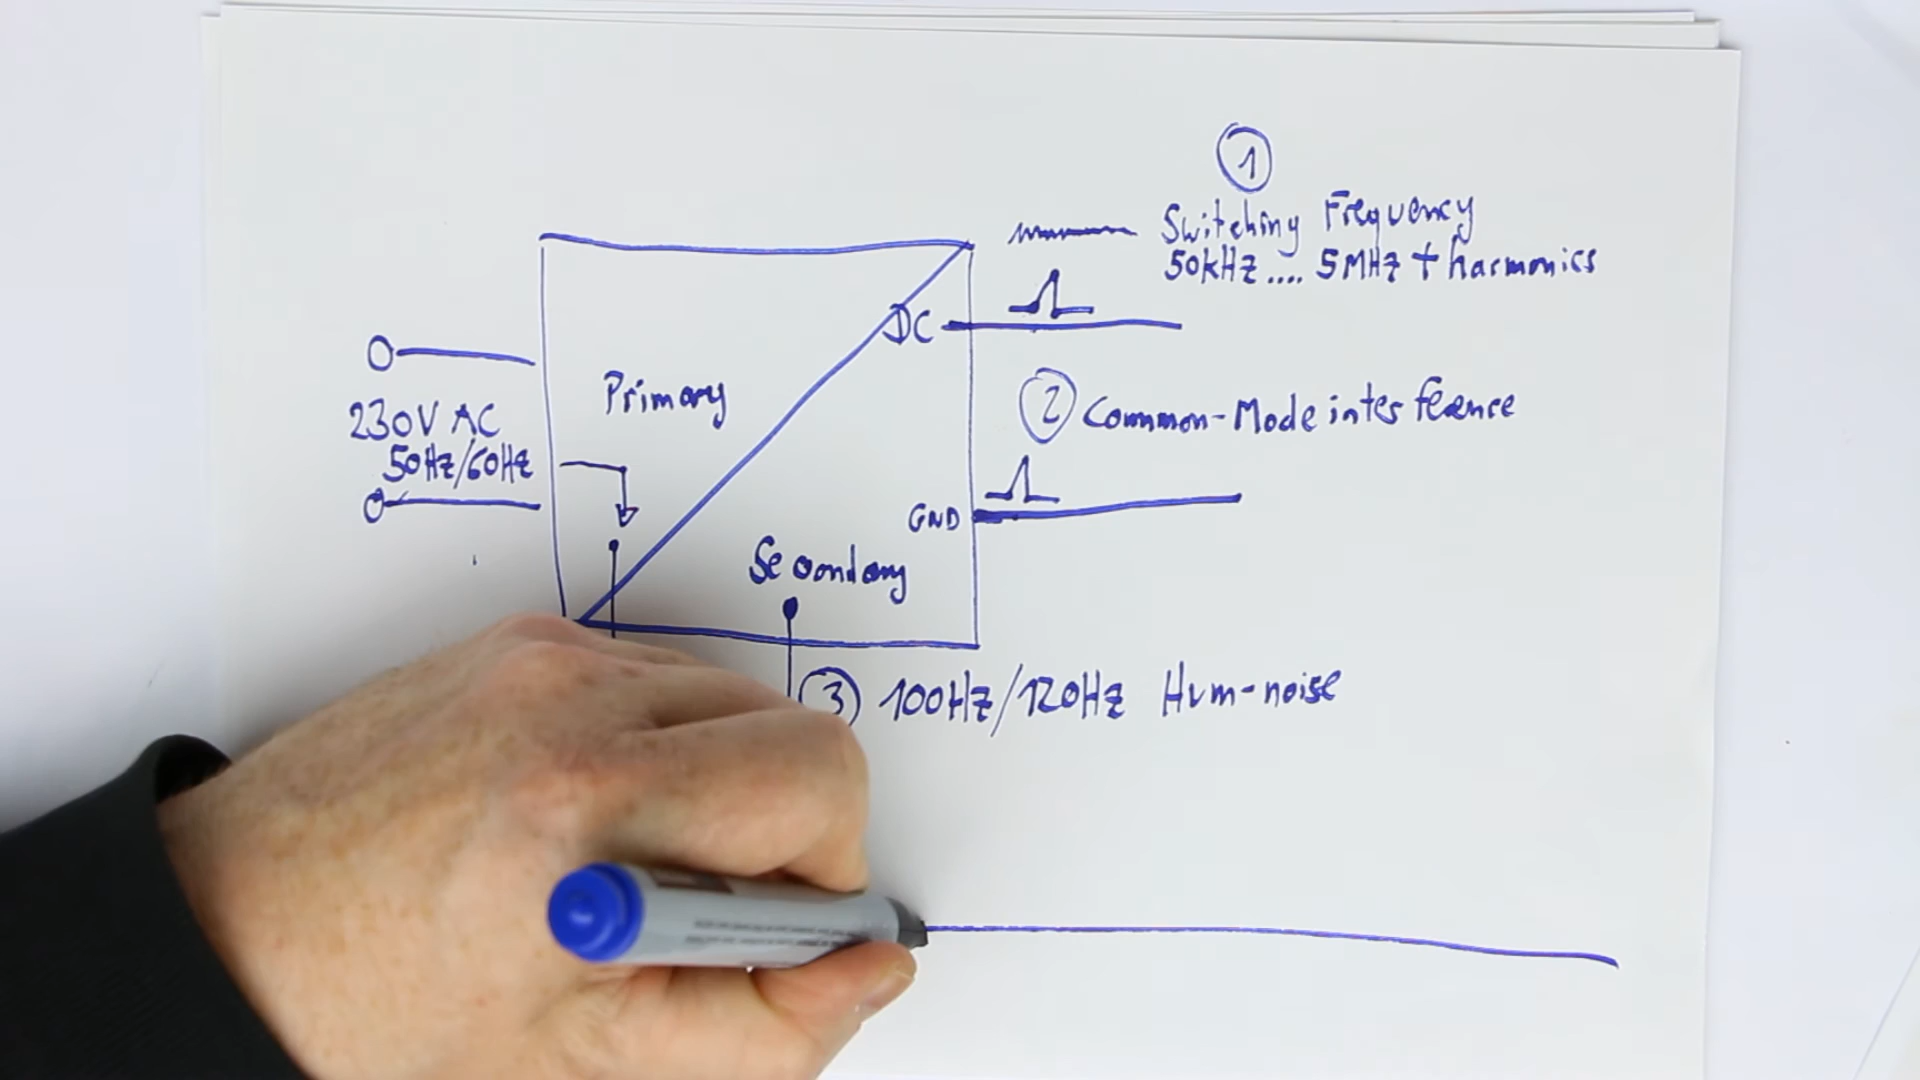 1
Switching Frequency
50kHz .... 5MHz + harmonics
DC
Primary
2 Common-Mode interference
230V AC
50Hz/60Hz
GND
Secondary
3 100Hz/120Hz Hum-noise